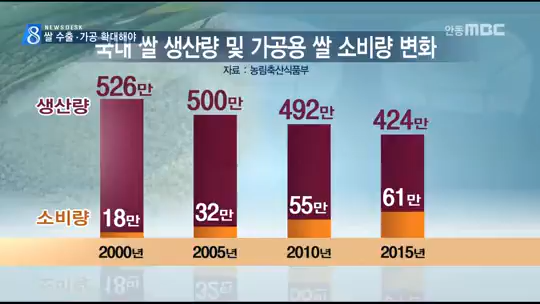 NEWSDESK
8 쌀 수출·가공 확대해야
안동MBC
국내 쌀 생산량 및 가공용 쌀 소비량 변화
자료 : 농림축산식품부
생산량 526만 500만 492만 424만
소비량 18만 32만 55만 61만
2000년 2005년 2010년 2015년